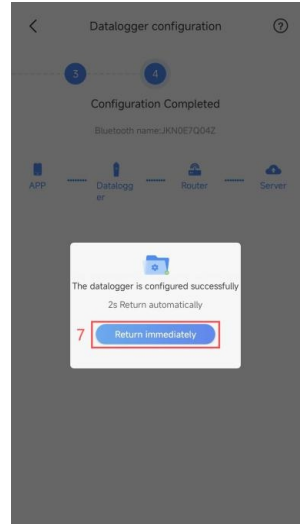 Datalogger configuration
3
4
Configuration Completed
Bluetooth name:JKN0E7Q04Z
APP
Datalogg
er
Router
Server
The datalogger is configured successfully
2s Return automatically
7
Return immediately